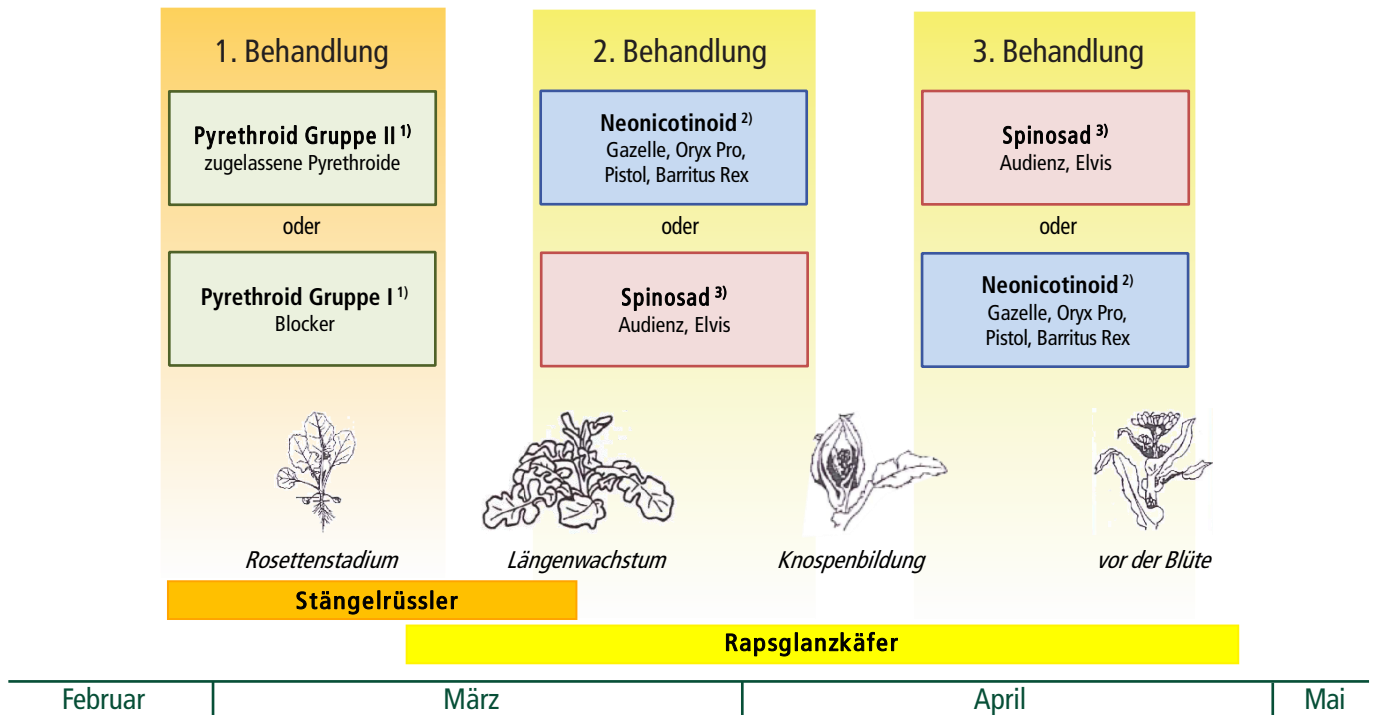 1. Behandlung
Pyrethroid Gruppe II 1)
zugelassene Pyrethroide
oder
Pyrethroid Gruppe I 1)
Blocker
2. Behandlung
Neonicotinoid 2)
Gazelle, Oryx Pro,
Pistol, Barritus Rex
oder
Spinosad 3)
Audienz, Elvis
3. Behandlung
Spinosad 3)
Audienz, Elvis
oder
Neonicotinoid 2)
Gazelle, Oryx Pro,
Pistol, Barritus Rex
Rosettenstadium
Längenwachstum
Knospenbildung
vor der Blüte
Stängelrüssler
Rapsglanzkäfer
Februar
März
April
Mai